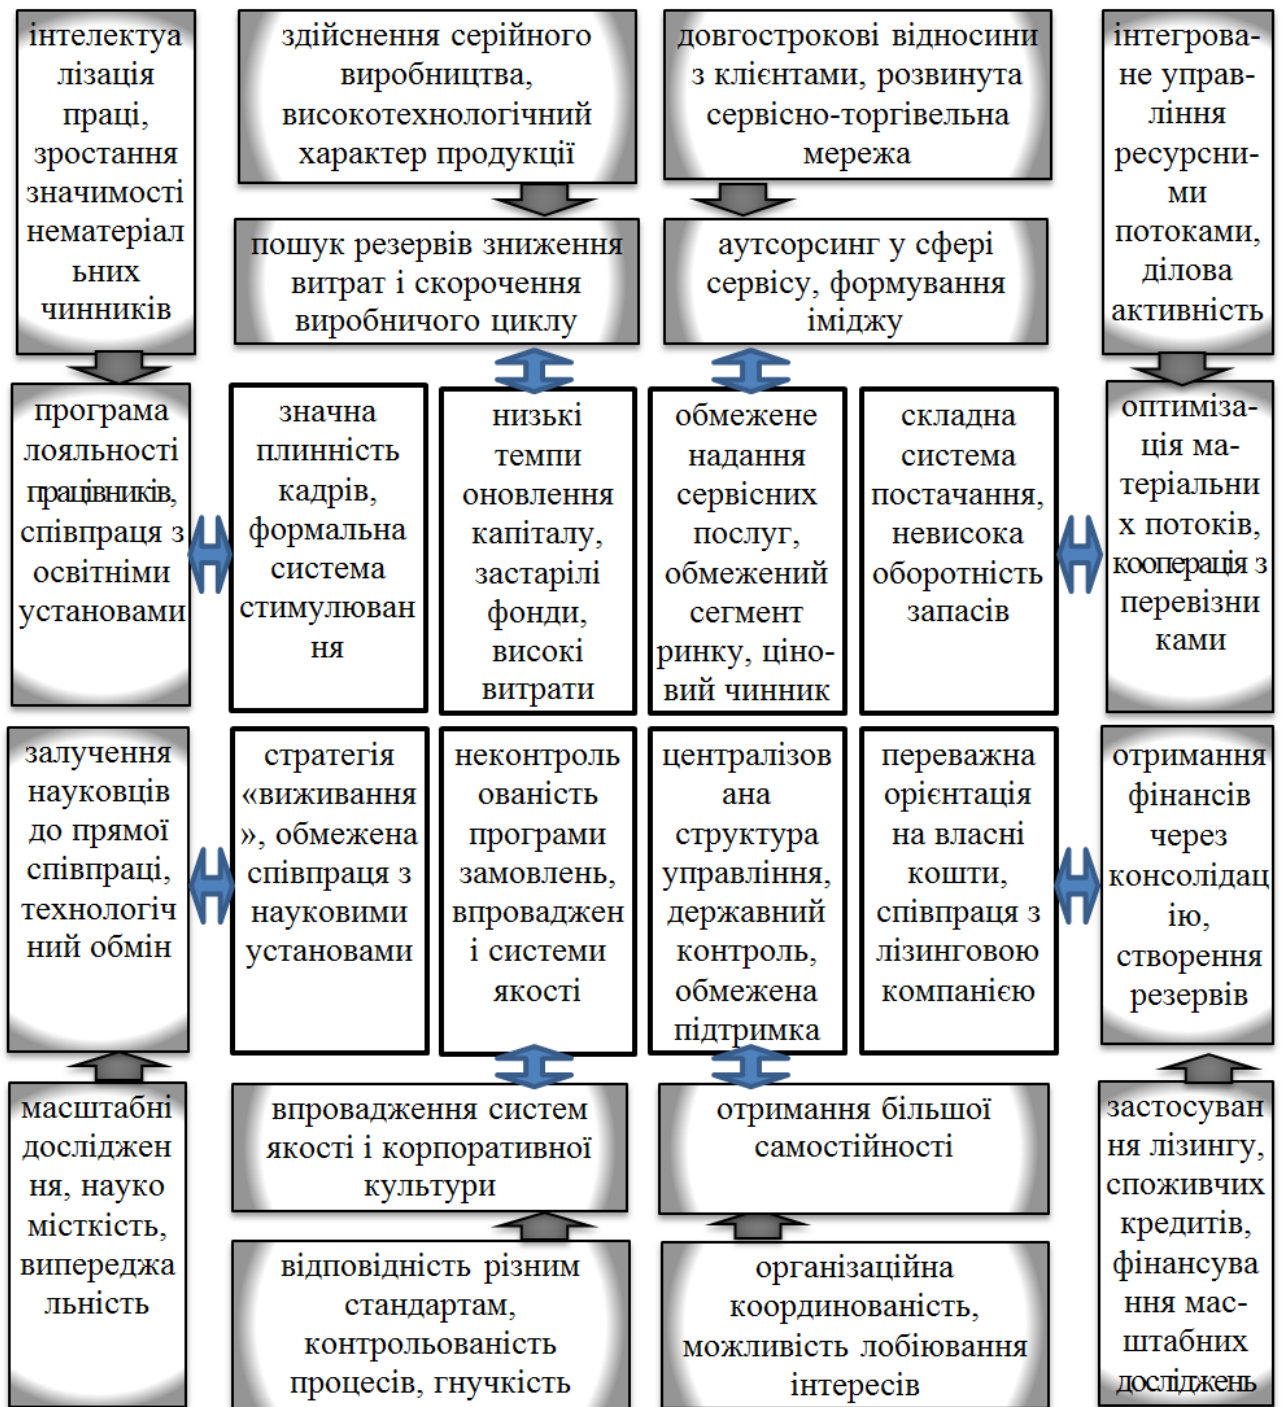 інтелектуа
лізація
праці,
зростання
значимості
нематеріал
ьних
чинників
здійснення серійного
виробництва,
високотехнологічний
характер продукції
довгострокові відносини
з клієнтами, розвинута
сервісно-торгівельна
мережа
інтегрова-
не управ-
ління
ресурсни-
ми
потоками,
ділова
активність
пошук резервів зниження
витрат і скорочення
виробничого циклу
аутсорсинг у сфері
сервісу, формування
іміджу
програма
лояльності
працівників,
співпраця з
освітніми
установами
значна
плинність
кадрів,
формальна
система
стимулюван
ня
низькі
темпи
оновлення
капіталу,
застарілі
фонди,
високі
витрати
обмежене
надання
сервісних
послуг,
обмежений
сегмент
ринку, ціно-
вий чинник
складна
система
постачання,
невисока
оборотність
запасів
оптиміза-
ція ма-
теріальни
х потоків,
кооперація з
перевізни
ками
залучення
науковців
до прямої
співпраці,
технологіч
ний обмін
стратегія
«виживання
», обмежена
співпраця з
науковими
установами
неконтроль
ованість
програми
замовлень,
впроваджен
і системи
якості
централізов
ана
структура
управління,
державний
контроль,
обмежена
підтримка
переважна
орієнтація
на власні
кошти,
співпраця з
лізинговою
компанією
отримання
фінансів
через
консолідац
ію,
створення
резервів
масштабні
дослiджен
ня, науко
місткість,
випереджа
льність
впровадження систем
якості і корпоративної
культури
отримання більшої
самостійності
застосуван
ня лізингу,
споживчих
кредитів,
фінансува
ння мас-
штабних
досліджень
відповідність різним
стандартам,
контрольованість
процесів, гнучкість
організаційна
координованість,
можливість лобіювання
інтересів